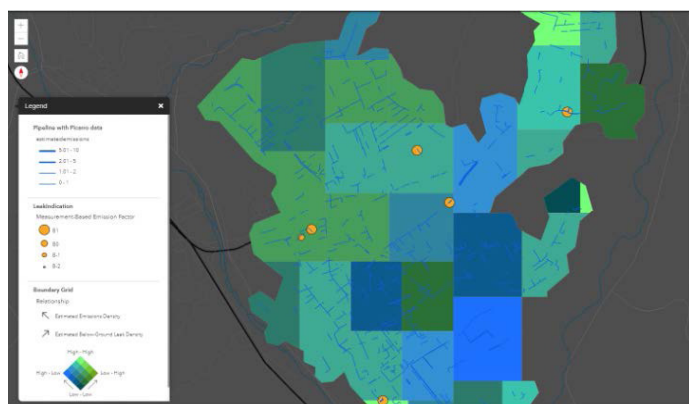 Legend
Pipeline with Picarro data
estimatedemissions
5.01 - 10
2.01 - 5
1.01 - 2
0 - 1
LeakIndication
Measurement-Based Emission Factor
Boundary Grid
Relationship
Estimated Emissions Density
Estimated Below-Ground Leak Density
High - High
High - Low Low - High
Low - Low